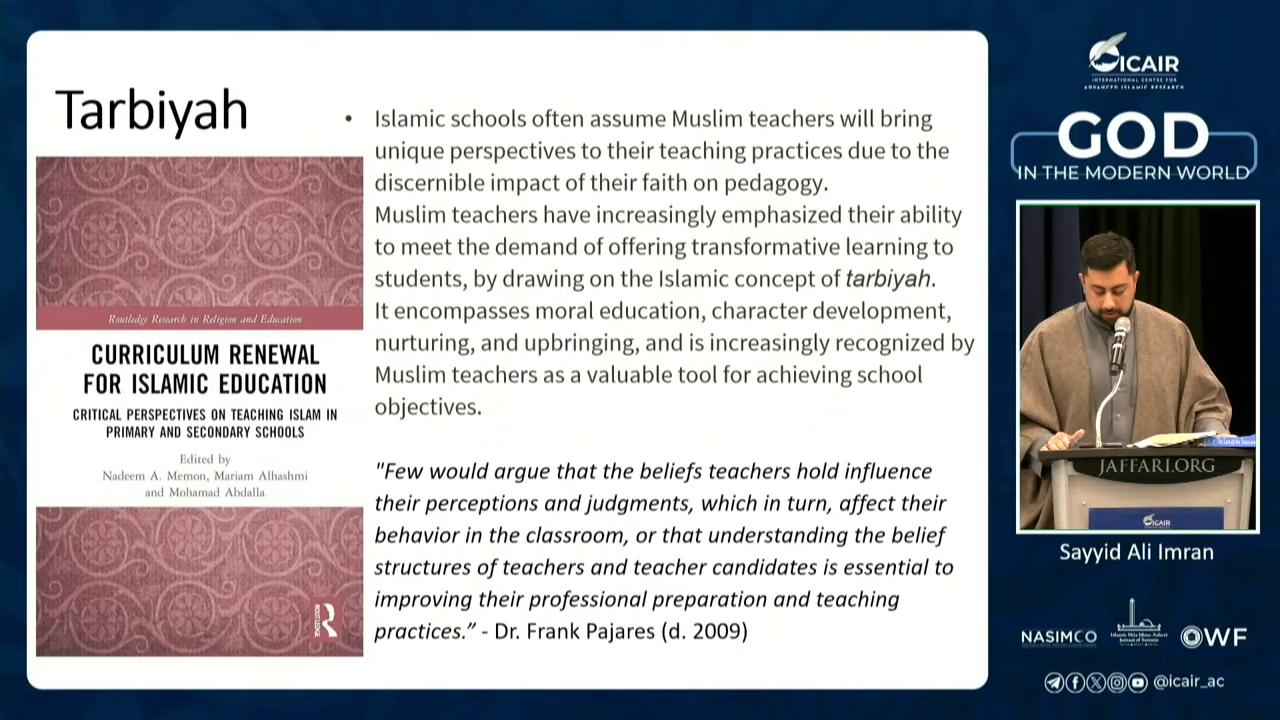 Tarbiyah
Routledge Research in Religion and Education
CURRICULUM RENEWAL
FOR ISLAMIC EDUCATION
CRITICAL PERSPECTIVES ON TEACHING ISLAM IN
PRIMARY AND SECONDARY SCHOOLS
Edited by
Nadeem A. Memon, Mariam Alhashmi
and Mohamad Abdalla
ROUTLEDGE
• Islamic schools often assume Muslim teachers will bring
unique perspectives to their teaching practices due to the
discernible impact of their faith on pedagogy.
Muslim teachers have increasingly emphasized their ability
to meet the demand of offering transformative learning to
students, by drawing on the Islamic concept of tarbiyah.
It encompasses moral education, character development,
nurturing, and upbringing, and is increasingly recognized by
Muslim teachers as a valuable tool for achieving school
objectives.
"Few would argue that the beliefs teachers hold influence
their perceptions and judgments, which in turn, affect their
behavior in the classroom, or that understanding the belief
structures of teachers and teacher candidates is essential to
improving their professional preparation and teaching
practices.” - Dr. Frank Pajares (d. 2009)
ICAIR
INTERNATIONAL CENTRE FOR
ADVANCED ISLAMIC RESEARCH
GOD
IN THE MODERN WORLD
JAFFARI.ORG
ICAIR
Sayyid Ali Imran
NASIMCO
OWF
@icair_ac